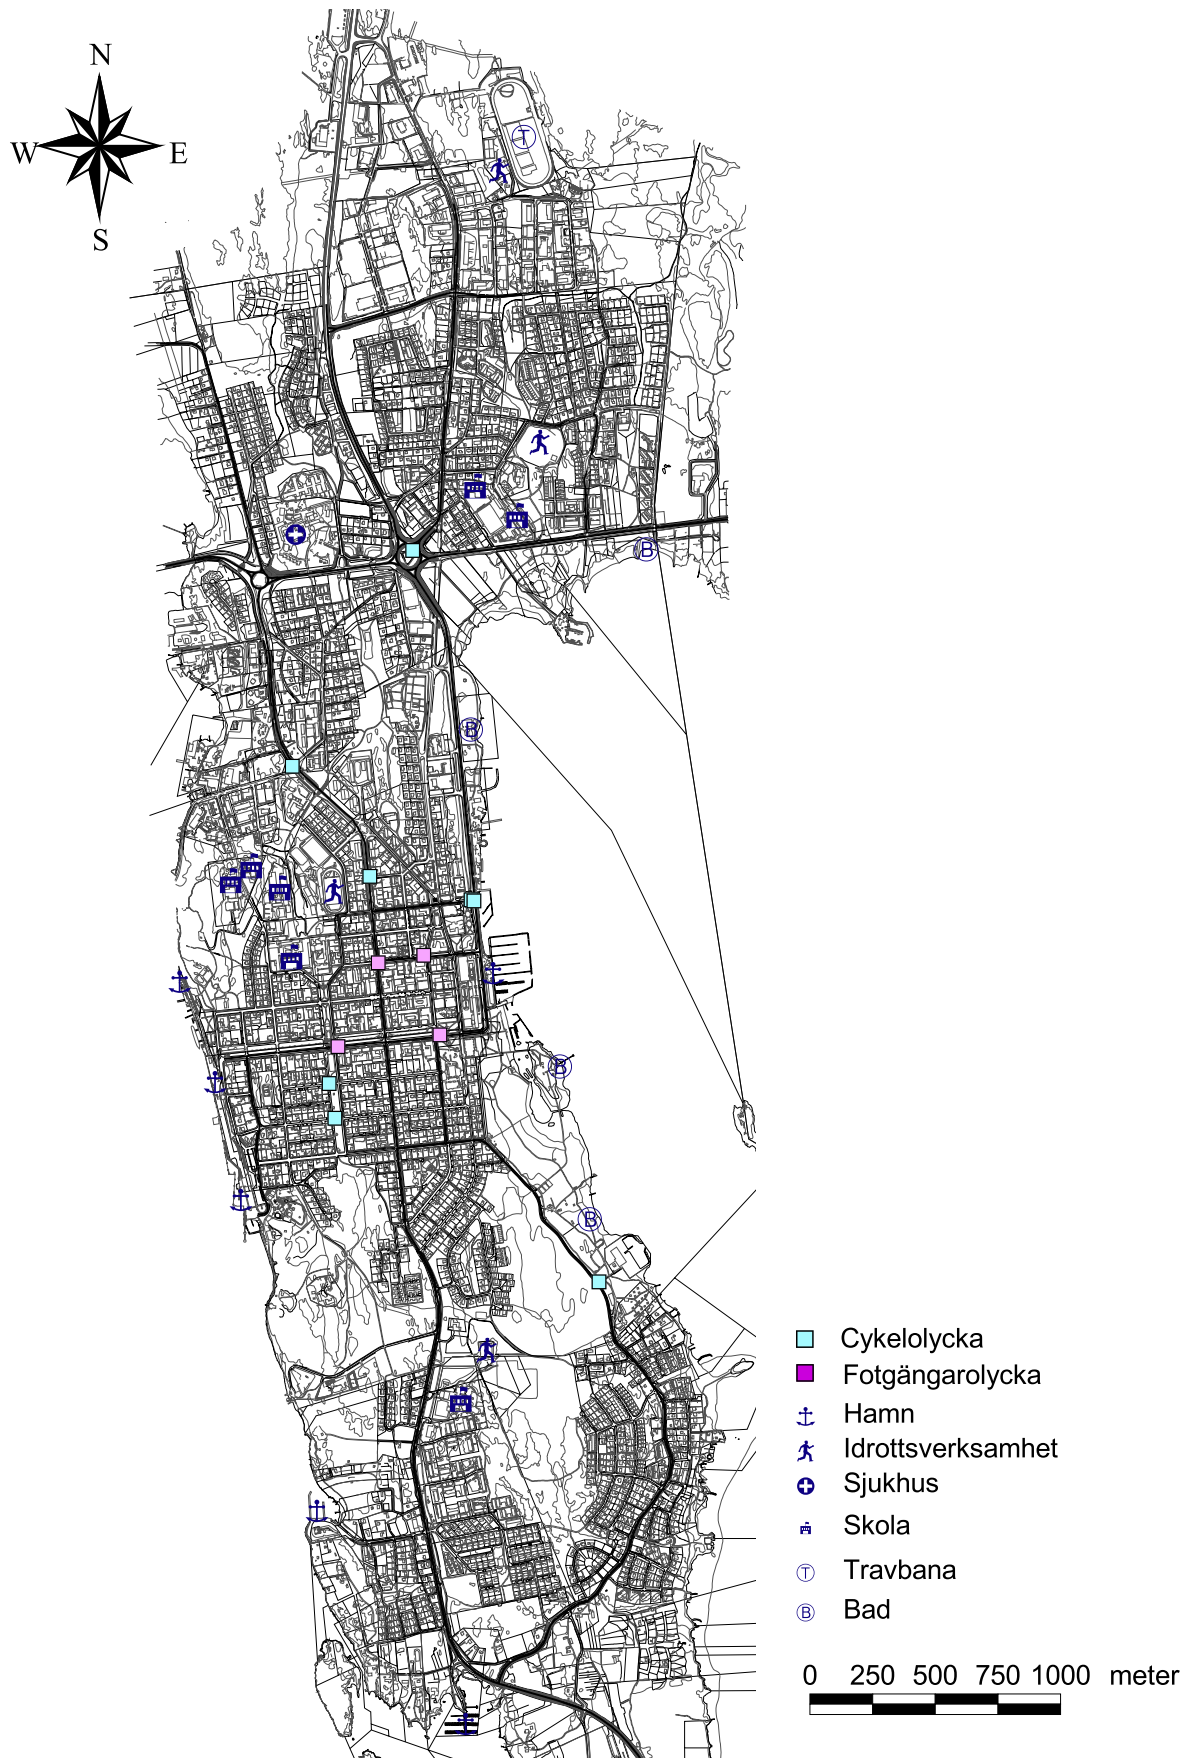 N
W E
S
T
B
B
B
B
Cykelolycka
Fotgängarolycka
Hamn
Idrottsverksamhet
Sjukhus
Skola
T Travbana
B Bad
0 250 500 750 1000 meter